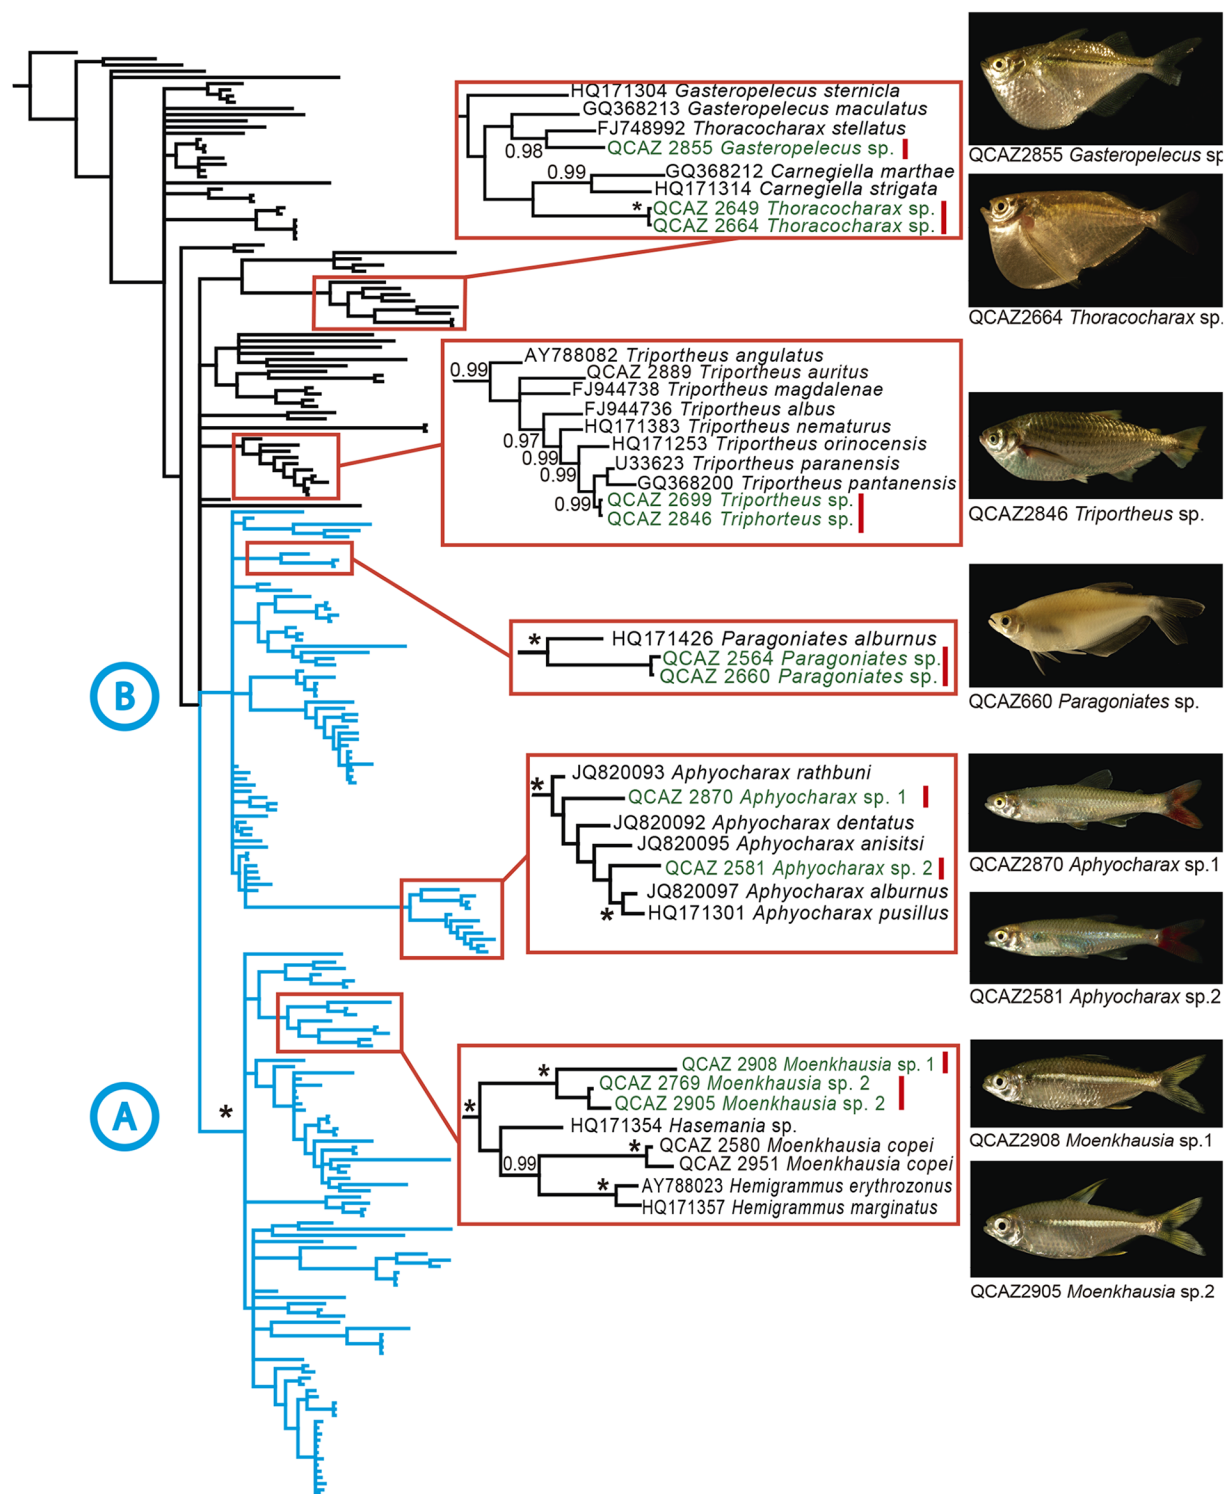 HQ171304 Gasteropelecus sternicla
GQ368213 Gasteropelecus maculatus
FJ748992 Thoracocharax stellatus
0.98
QCAZ 2855 Gasteropelecus sp.
0.99
GQ368212 Carnegiella marthae
HQ171314 Carnegiella strigata
* QCAZ 2649 Thoracocharax sp.
QCAZ 2664 Thoracocharax sp.
QCAZ2855 Gasteropelecus sp
QCAZ2664 Thoracocharax sp.
0.99
AY788082 Triportheus angulatus
QCAZ 2889 Triportheus auritus
FJ944738 Triportheus magdalenae
FJ944736 Triportheus albus
HQ171383 Triportheus nematurus
0.97
HQ171253 Triportheus orinocensis
0.99
U33623 Triportheus paranensis
0.99
GQ368200 Triportheus pantanensis
0.99
QCAZ 2699 Triportheus sp.
QCAZ 2846 Triphorteus sp.
QCAZ2846 Triportheus sp.
*
HQ171426 Paragoniates alburnus
QCAZ 2564 Paragoniates sp.
QCAZ 2660 Paragoniates sp.
QCAZ660 Paragoniates sp.
B
*
JQ820093 Aphyocharax rathbuni
QCAZ 2870 Aphyocharax sp. 1
JQ820092 Aphyocharax dentatus
JQ820095 Aphyocharax anisitsi
QCAZ 2581 Aphyocharax sp. 2
JQ820097 Aphyocharax alburnus
*
HQ171301 Aphyocharax pusillus
QCAZ2870 Aphyocharax sp.1
QCAZ2581 Aphyocharax sp.2
A
*
*
*
QCAZ 2908 Moenkhausia sp. 1
QCAZ 2769 Moenkhausia sp. 2
QCAZ 2905 Moenkhausia sp. 2
HQ171354 Hasemania sp.
* QCAZ 2580 Moenkhausia copei
0.99
QCAZ 2951 Moenkhausia copei
* AY788023 Hemigrammus erythrozonus
HQ171357 Hemigrammus marginatus
QCAZ2908 Moenkhausia sp.1
QCAZ2905 Moenkhausia sp.2